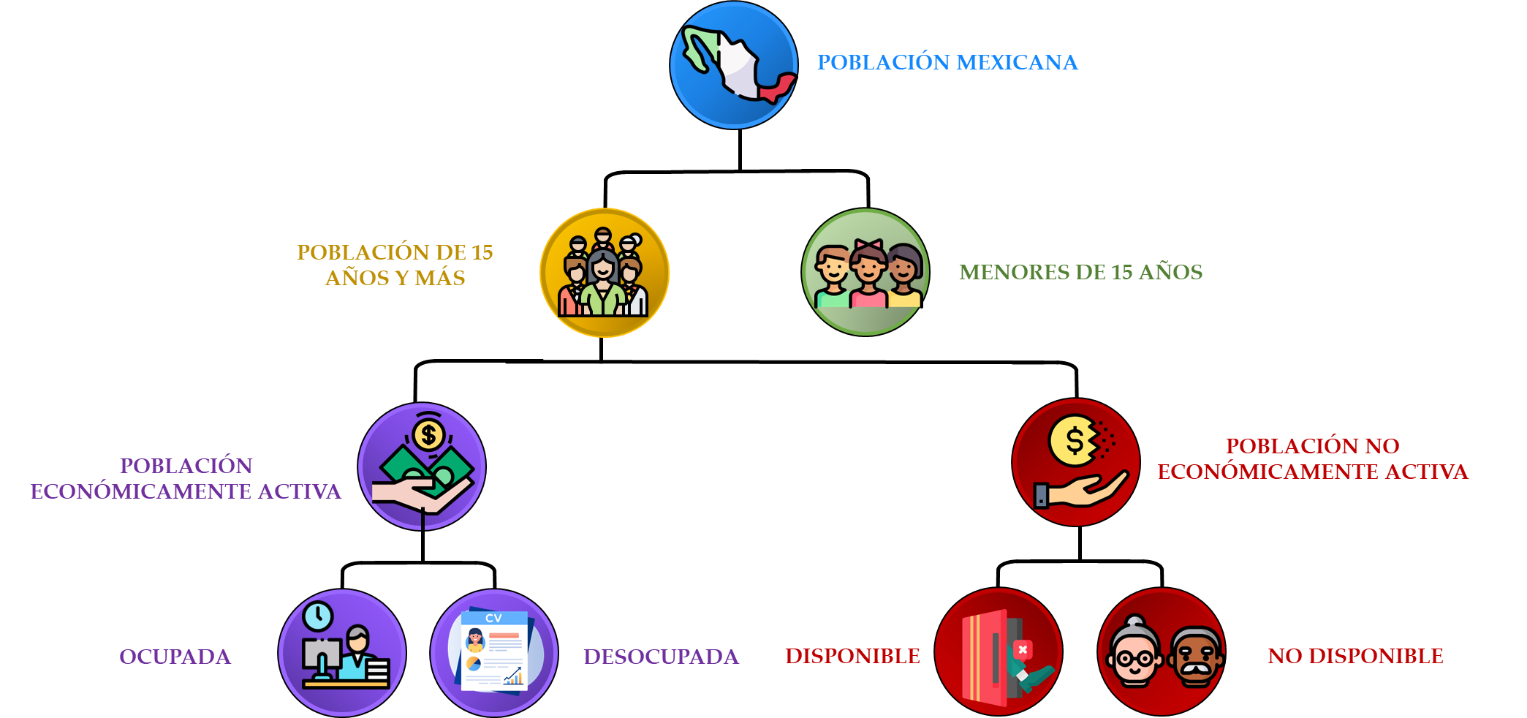 POBLACIÓN MEXICANA
POBLACIÓN DE 15
AÑOS Y MÁS
MENORES DE 15 AÑOS
$
POBLACIÓN
ECONÓMICAMENTE ACTIVA
$
POBLACIÓN NO
ECONÓMICAMENTE ACTIVA
OCUPADA
CV
DESOCUPADA
DISPONIBLE
NO DISPONIBLE